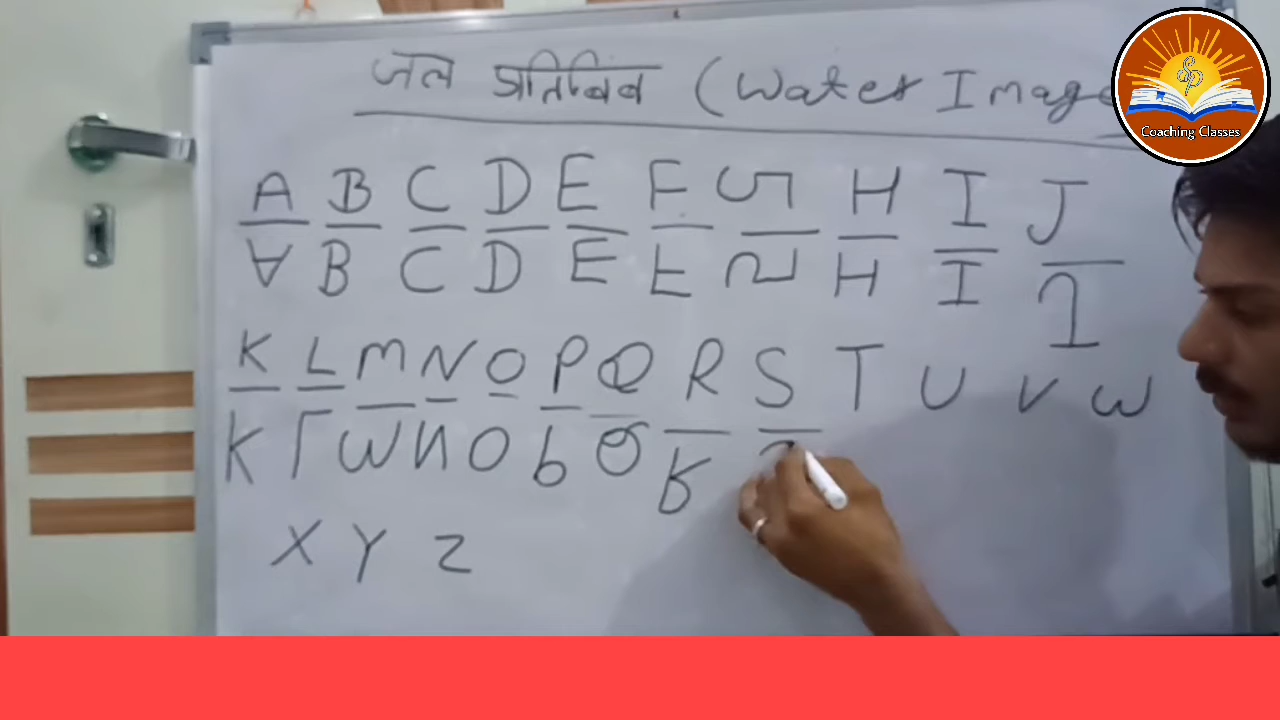 जल प्रतिबिंब (Water Image
Coaching Classes
A B C D E F G H I J
∀ B C D E H I
K L M N O P Q R S T U V W
K Γ W И O b
X Y Z